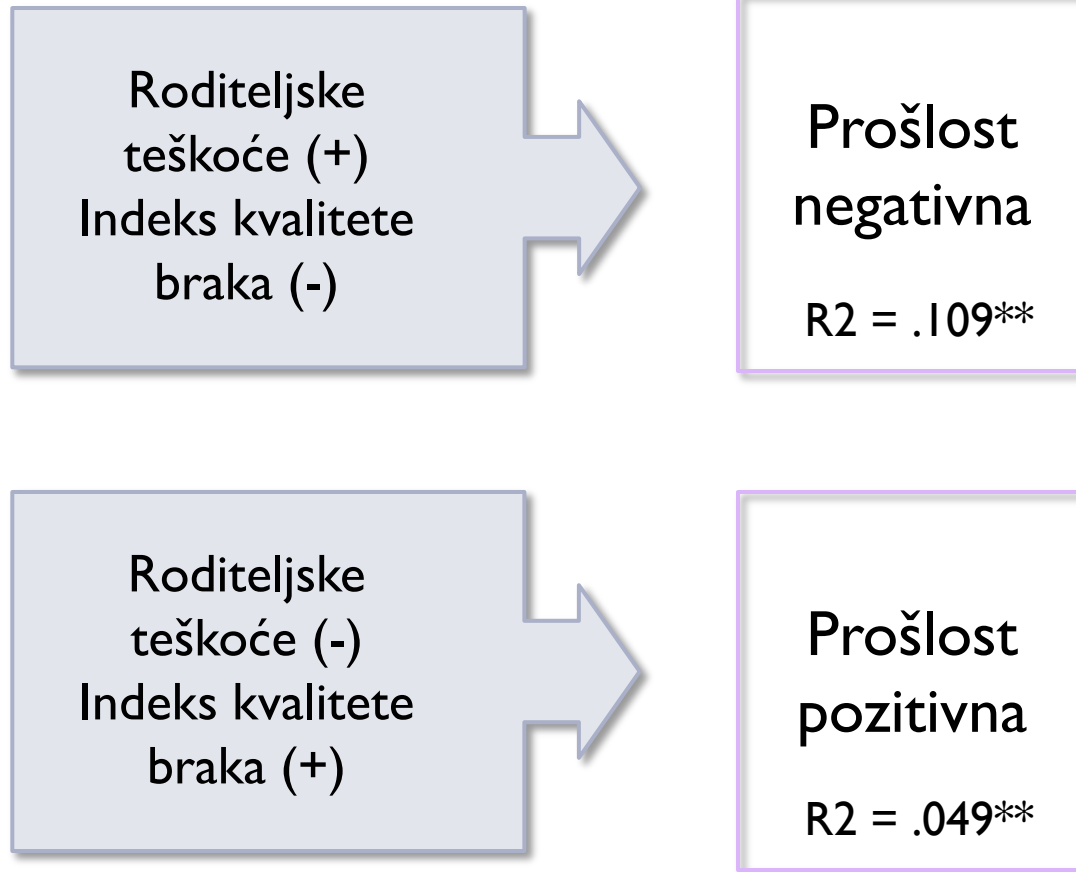 Roditeljske
teškoće (+)
Indeks kvalitete
braka (-)
Prošlost
negativna
R2 = .109**
Roditeljske
teškoće (-)
Indeks kvalitete
braka (+)
Prošlost
pozitivna
R2 = .049**